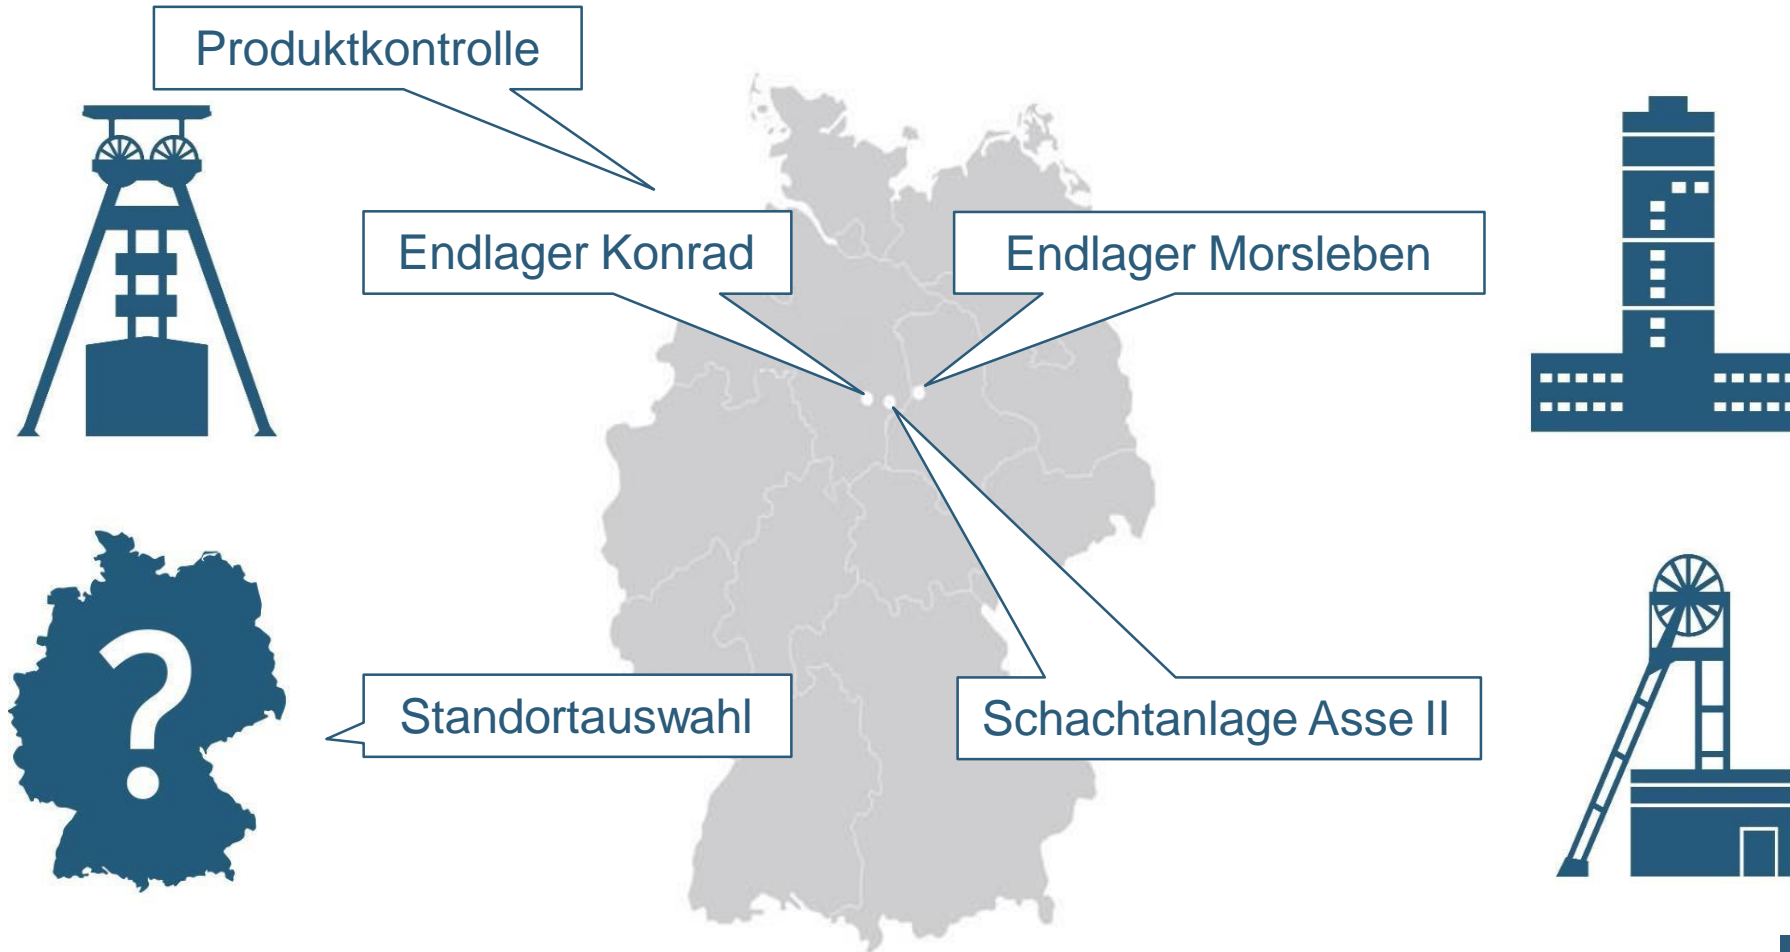 Produktkontrolle
Endlager Konrad
Endlager Morsleben
?
Standortauswahl
Schachtanlage Asse II